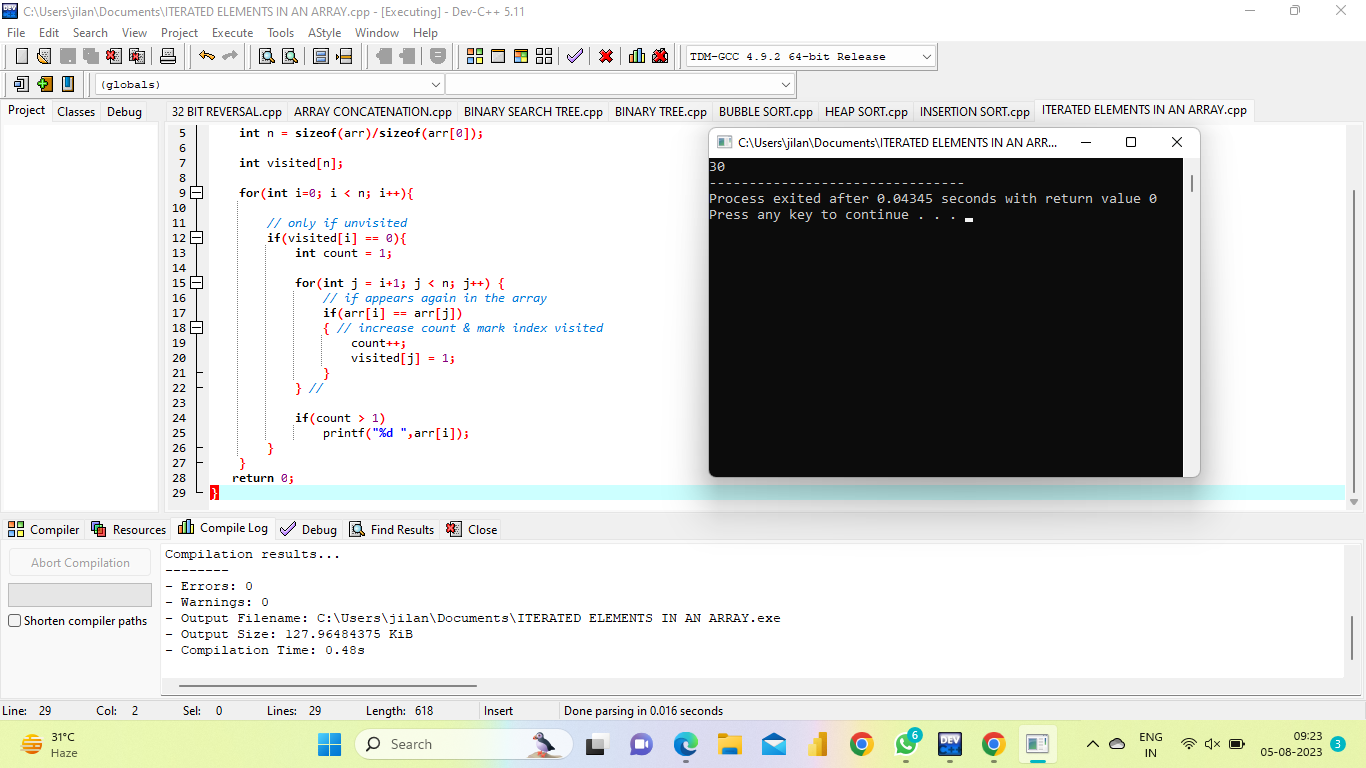 C:\Users\jilan\Documents\ITERATED ELEMENTS IN AN ARRAY.cpp - [Executing] - Dev-C++ 5.11
File Edit Search View Project Execute Tools AStyle Window Help
TDM-GCC 4.9.2 64-bit Release
(globals)
Project Classes Debug
32 BIT REVERSAL.cpp ARRAY CONCATENATION.cpp BINARY SEARCH TREE.cpp BINARY TREE.cpp BUBBLE SORT.cpp HEAP SORT.cpp INSERTION SORT.cpp ITERATED ELEMENTS IN AN ARRAY.cpp
5 int n = sizeof(arr)/sizeof(arr[0]);
6
7 int visited[n];
8
9 for(int i=0; i < n; i++){
10
11 // only if unvisited
12 if(visited[i] == 0){
13 int count = 1;
14
15 for(int j = i+1; j < n; j++) {
16 // if appears again in the array
17 if(arr[i] == arr[j])
18 { // increase count & mark index visited
19 count++;
20 visited[j] = 1;
21 }
22 } //
23
24 if(count > 1)
25 printf("%d ",arr[i]);
26 }
27 }
28 return 0;
29 }
C:\Users\jilan\Documents\ITERATED ELEMENTS IN AN ARR...
30
--------------------------------
Process exited after 0.04345 seconds with return value 0
Press any key to continue . . .
Compiler Resources Compile Log Debug Find Results Close
Abort Compilation
Shorten compiler paths
Compilation results...
--------
- Errors: 0
- Warnings: 0
- Output Filename: C:\Users\jilan\Documents\ITERATED ELEMENTS IN AN ARRAY.exe
- Output Size: 127.96484375 KiB
- Compilation Time: 0.48s
Line: 29 Col: 2 Sel: 0 Lines: 29 Length: 618 Insert Done parsing in 0.016 seconds
31°C
Haze
Search
6
DEV
ENG
IN
09:23
05-08-2023
3